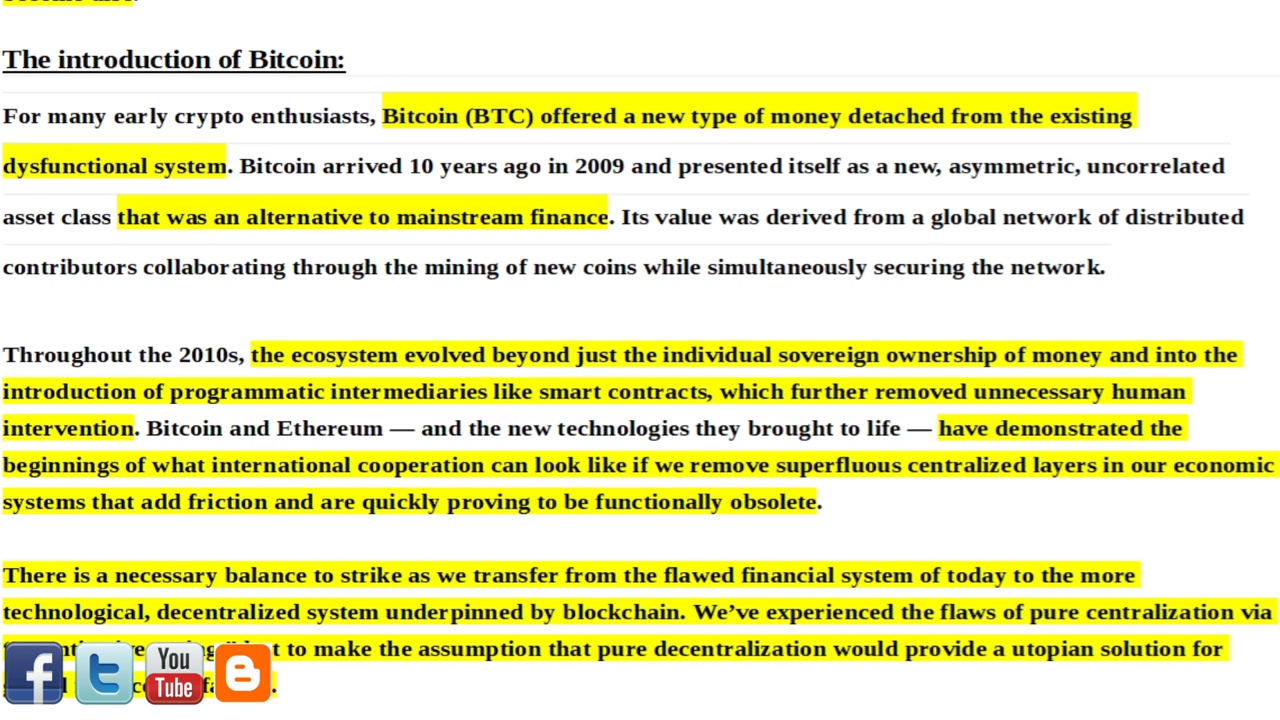 The introduction of Bitcoin:
For many early crypto enthusiasts, Bitcoin (BTC) offered a new type of money detached from the existing
dysfunctional system. Bitcoin arrived 10 years ago in 2009 and presented itself as a new, asymmetric, uncorrelated
asset class that was an alternative to mainstream finance. Its value was derived from a global network of distributed
contributors collaborating through the mining of new coins while simultaneously securing the network.
Throughout the 2010s, the ecosystem evolved beyond just the individual sovereign ownership of money and into the
introduction of programmatic intermediaries like smart contracts, which further removed unnecessary human
intervention. Bitcoin and Ethereum — and the new technologies they brought to life — have demonstrated the
beginnings of what international cooperation can look like if we remove superfluous centralized layers in our economic
systems that add friction and are quickly proving to be functionally obsolete.
There is a necessary balance to strike as we transfer from the flawed financial system of today to the more
technological, decentralized system underpinned by blockchain. We’ve experienced the flaws of pure centralization via
to make the assumption that pure decentralization would provide a utopian solution for
f t You Tube B